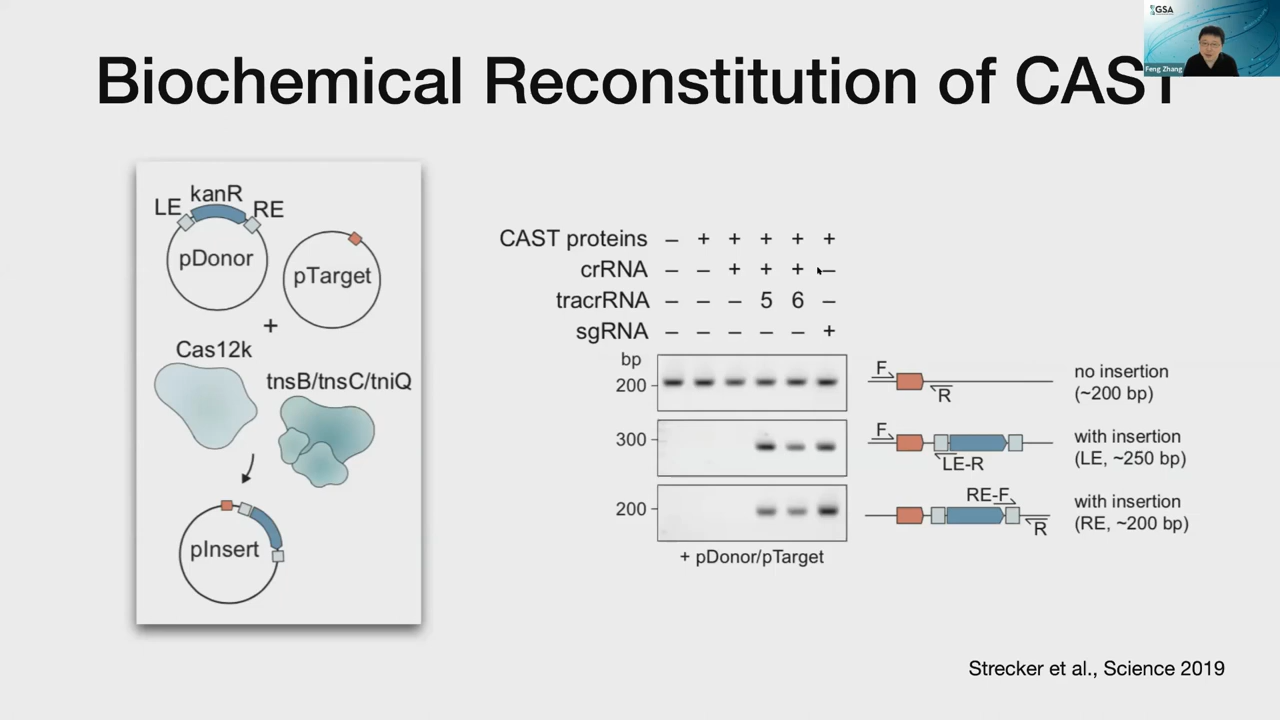 GSA
Feng Zhang
Biochemical Reconstitution of CAST
kanR
LE
RE
pDonor
pTarget
+
Cas12k
tnsB/tnsC/tniQ
pInsert
CAST proteins – + + + + +
crRNA – – + + + –
tracrRNA – – – 5 6 –
sgRNA – – – – – +
bp
200
F
R
no insertion
(~200 bp)
300
F
LE-R
with insertion
(LE, ~250 bp)
200
RE-F
R
with insertion
(RE, ~200 bp)
+ pDonor/pTarget
Strecker et al., Science 2019